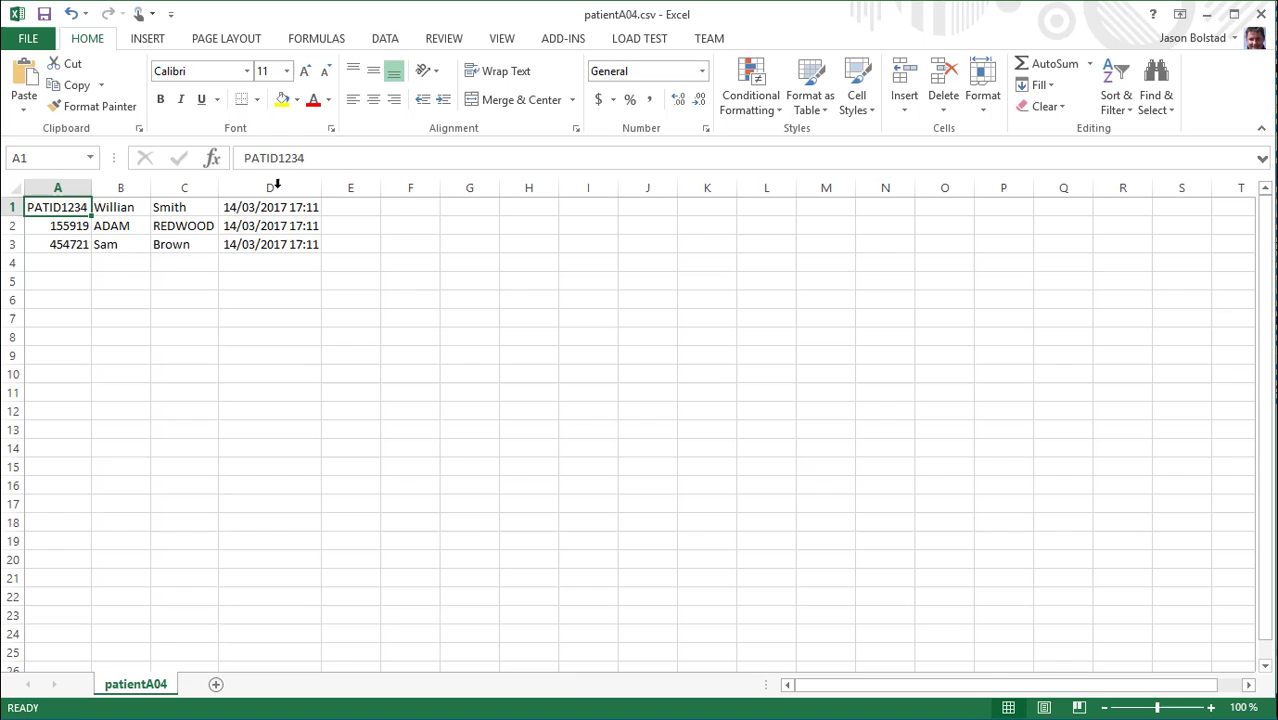 patientA04.csv - Excel
FILE HOME INSERT PAGE LAYOUT FORMULAS DATA REVIEW VIEW ADD-INS LOAD TEST TEAM Jason Bolstad
Paste
Cut
Copy
Format Painter
Clipboard
Calibri 11
B I U A
Font
Wrap Text
Merge & Center
Alignment
General
$ % ,
Number
Conditional Formatting
Format as Table
Cell Styles
Styles
Insert
Delete
Format
Cells
AutoSum
Fill
Clear
Sort & Filter
Find & Select
Editing
A1 fx PATID1234
A B C D E F G H I J K L M N O P Q R S T
1 PATID1234 Willian Smith 14/03/2017 17:11
2 155919 ADAM REDWOOD 14/03/2017 17:11
3 454721 Sam Brown 14/03/2017 17:11
4
5
6
7
8
9
10
11
12
13
14
15
16
17
18
19
20
21
22
23
24
25
26
patientA04
READY 100 %